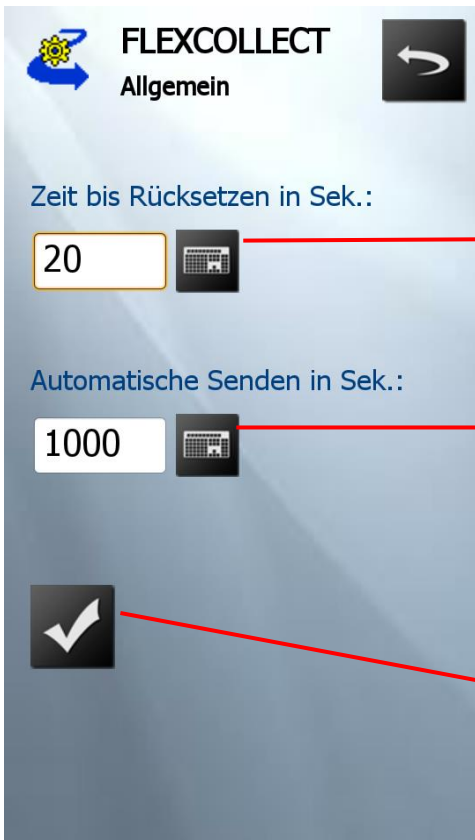 FLEXCOLLECT
Allgemein
Zeit bis Rücksetzen in Sek.:
20
Automatische Senden in Sek.:
1000